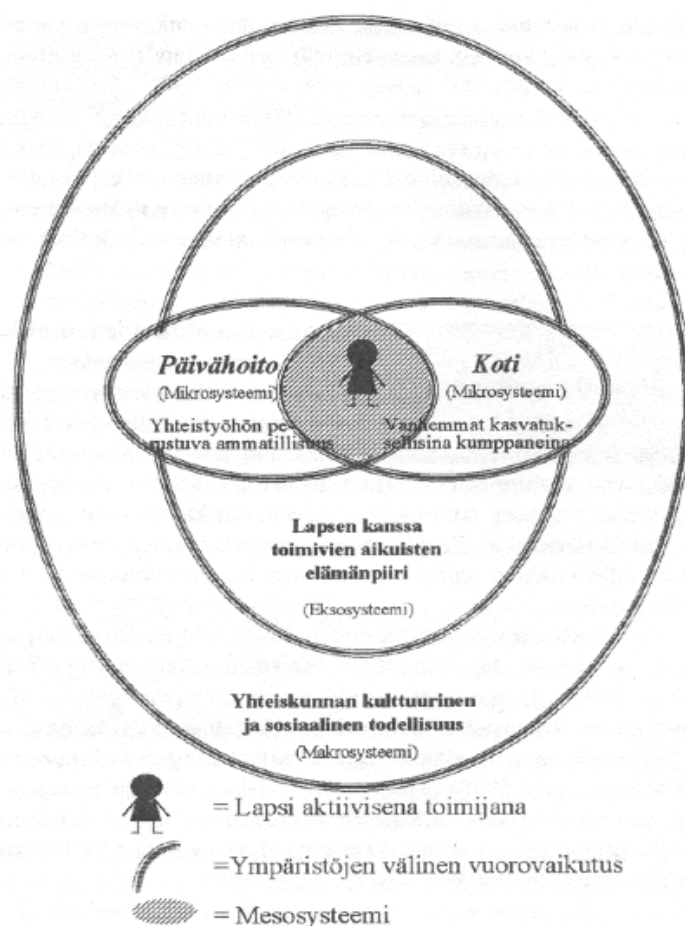 Päivähoito
(Mikrosysteemi)
Yhteistyöhön pe-
rustuva ammatillisuus
Koti
(Mikrosysteemi)
Vanhemmat kasvatuk-
sellisina kumppaneina
Lapsen kanssa
toimivien aikuisten
elämänpiiri
(Eksosysteemi)
Yhteiskunnan kulttuurinen
ja sosiaalinen todellisuus
(Makrosysteemi)
= Lapsi aktiivisena toimijana
=Ympäristöjen välinen vuorovaikutus
= Mesosysteemi